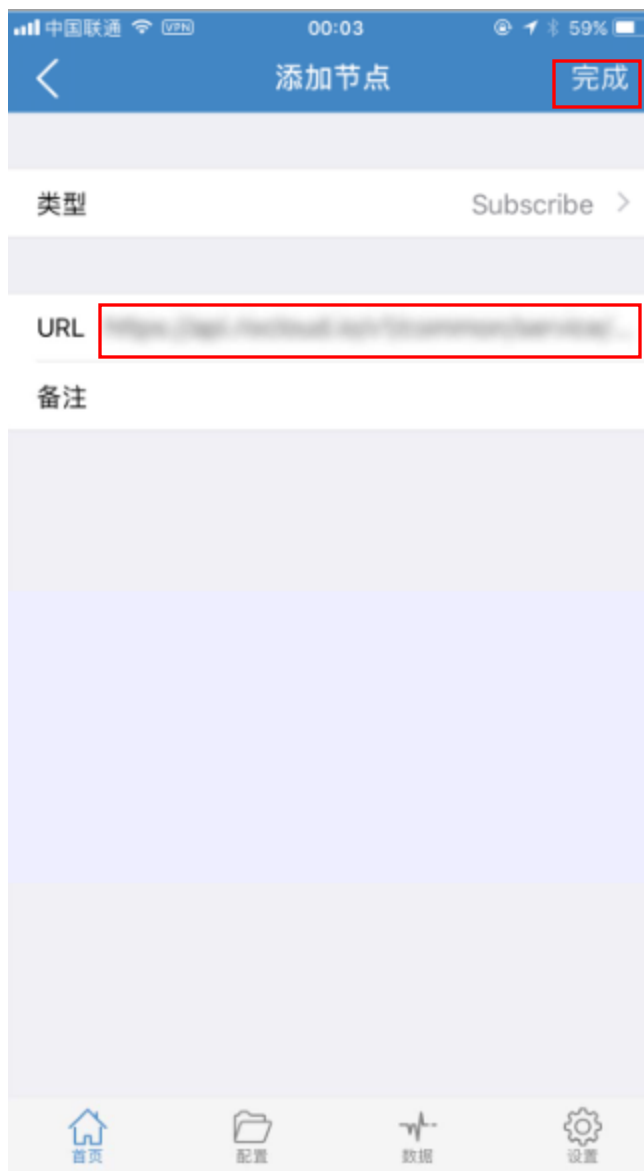 中国联通 VPN 00:03 59%
添加节点 完成
类型 Subscribe
URL
备注
首页 配置 数据 设置